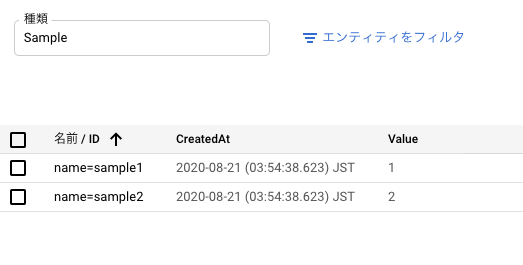 種類
Sample
エンティティをフィルタ
名前 / ID ↑ CreatedAt Value
name=sample1 2020-08-21 (03:54:38.623) JST 1
name=sample2 2020-08-21 (03:54:38.623) JST 2